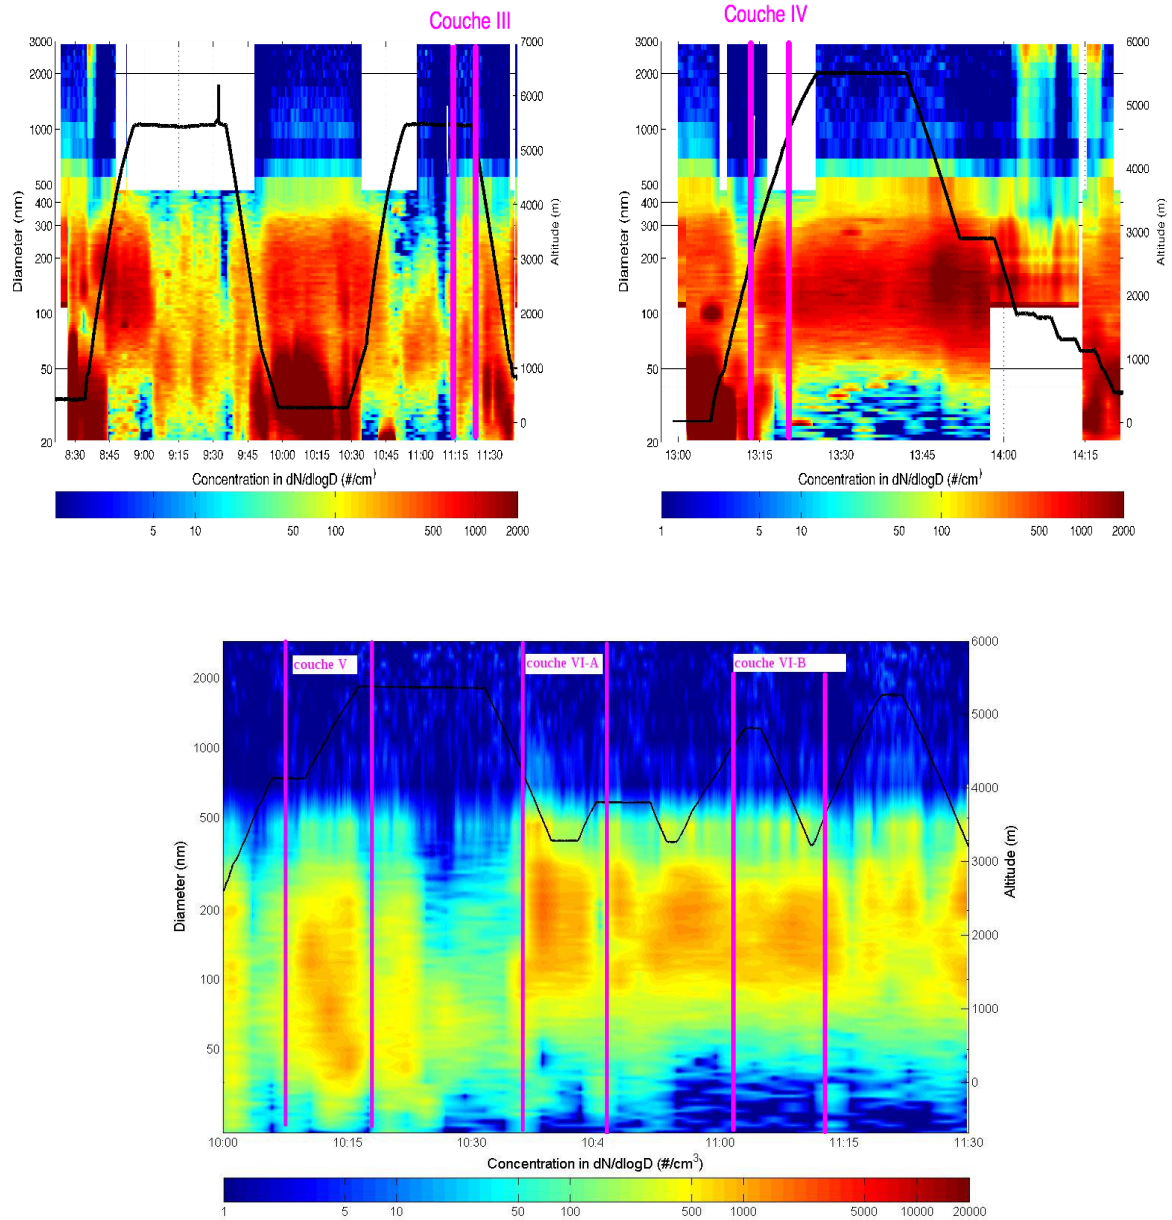 Couche III
3000
2000
1000
500
400
300
200
100
50
20
Diameter (nm)
7000
6000
5000
4000
3000
2000
1000
0
Altitude (m)
8:30 8:45 9:00 9:15 9:30 9:45 10:00 10:15 10:30 10:45 11:00 11:15 11:30
Concentration in dN/dlogD (#/cm³)
5 10 50 100 500 1000 2000
Couche IV
3000
2000
1000
500
400
300
200
100
50
20
Diameter (nm)
6000
5000
4000
3000
2000
1000
0
Altitude (m)
13:00 13:15 13:30 13:45 14:00 14:15
Concentration in dN/dlogD (#/cm³)
1 5 10 50 100 500 1000 2000
couche V
couche VI-A
couche VI-B
2000
1000
500
200
100
50
Diameter (nm)
6000
5000
4000
3000
2000
1000
0
Altitude (m)
10:00 10:15 10:30 10:4 11:00 11:15 11:30
Concentration in dN/dlogD (#/cm³)
1 5 10 50 100 500 1000 5000 10000 20000